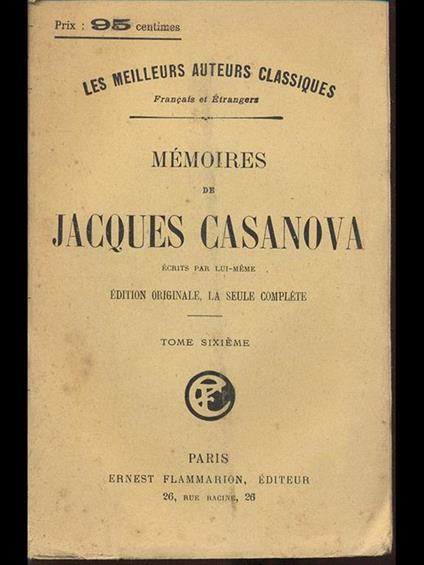 Prix : 95 centimes
LES MEILLEURS AUTEURS CLASSIQUES
Français et Étrangers
MÉMOIRES
DE
JACQUES CASANOVA
ÉCRITS PAR LUI-MÊME
ÉDITION ORIGINALE, LA SEULE COMPLÈTE
TOME SIXIÈME
EF
PARIS
ERNEST FLAMMARION, ÉDITEUR
26, RUE RACINE, 26